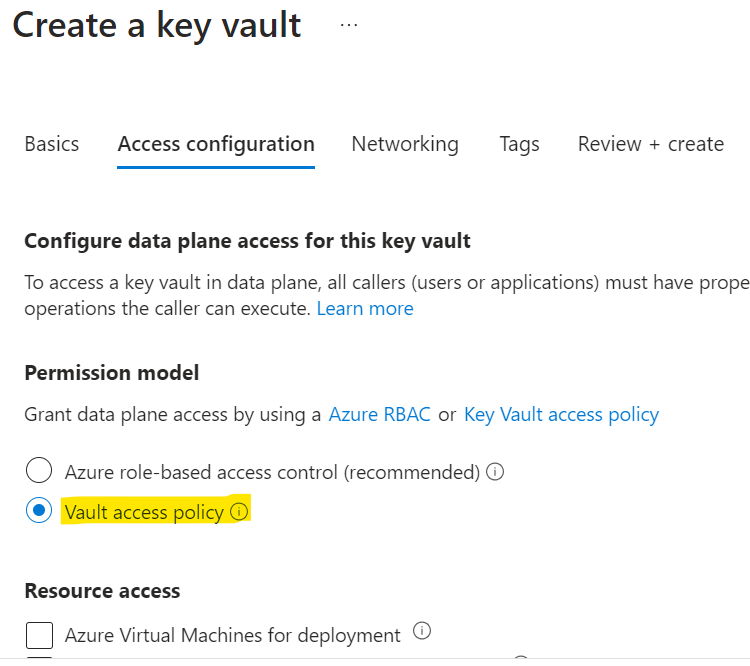 Create a key vault ...
Basics Access configuration Networking Tags Review + create
Configure data plane access for this key vault
To access a key vault in data plane, all callers (users or applications) must have prope
operations the caller can execute. Learn more
Permission model
Grant data plane access by using a Azure RBAC or Key Vault access policy
Azure role-based access control (recommended)
Vault access policy
Resource access
Azure Virtual Machines for deployment